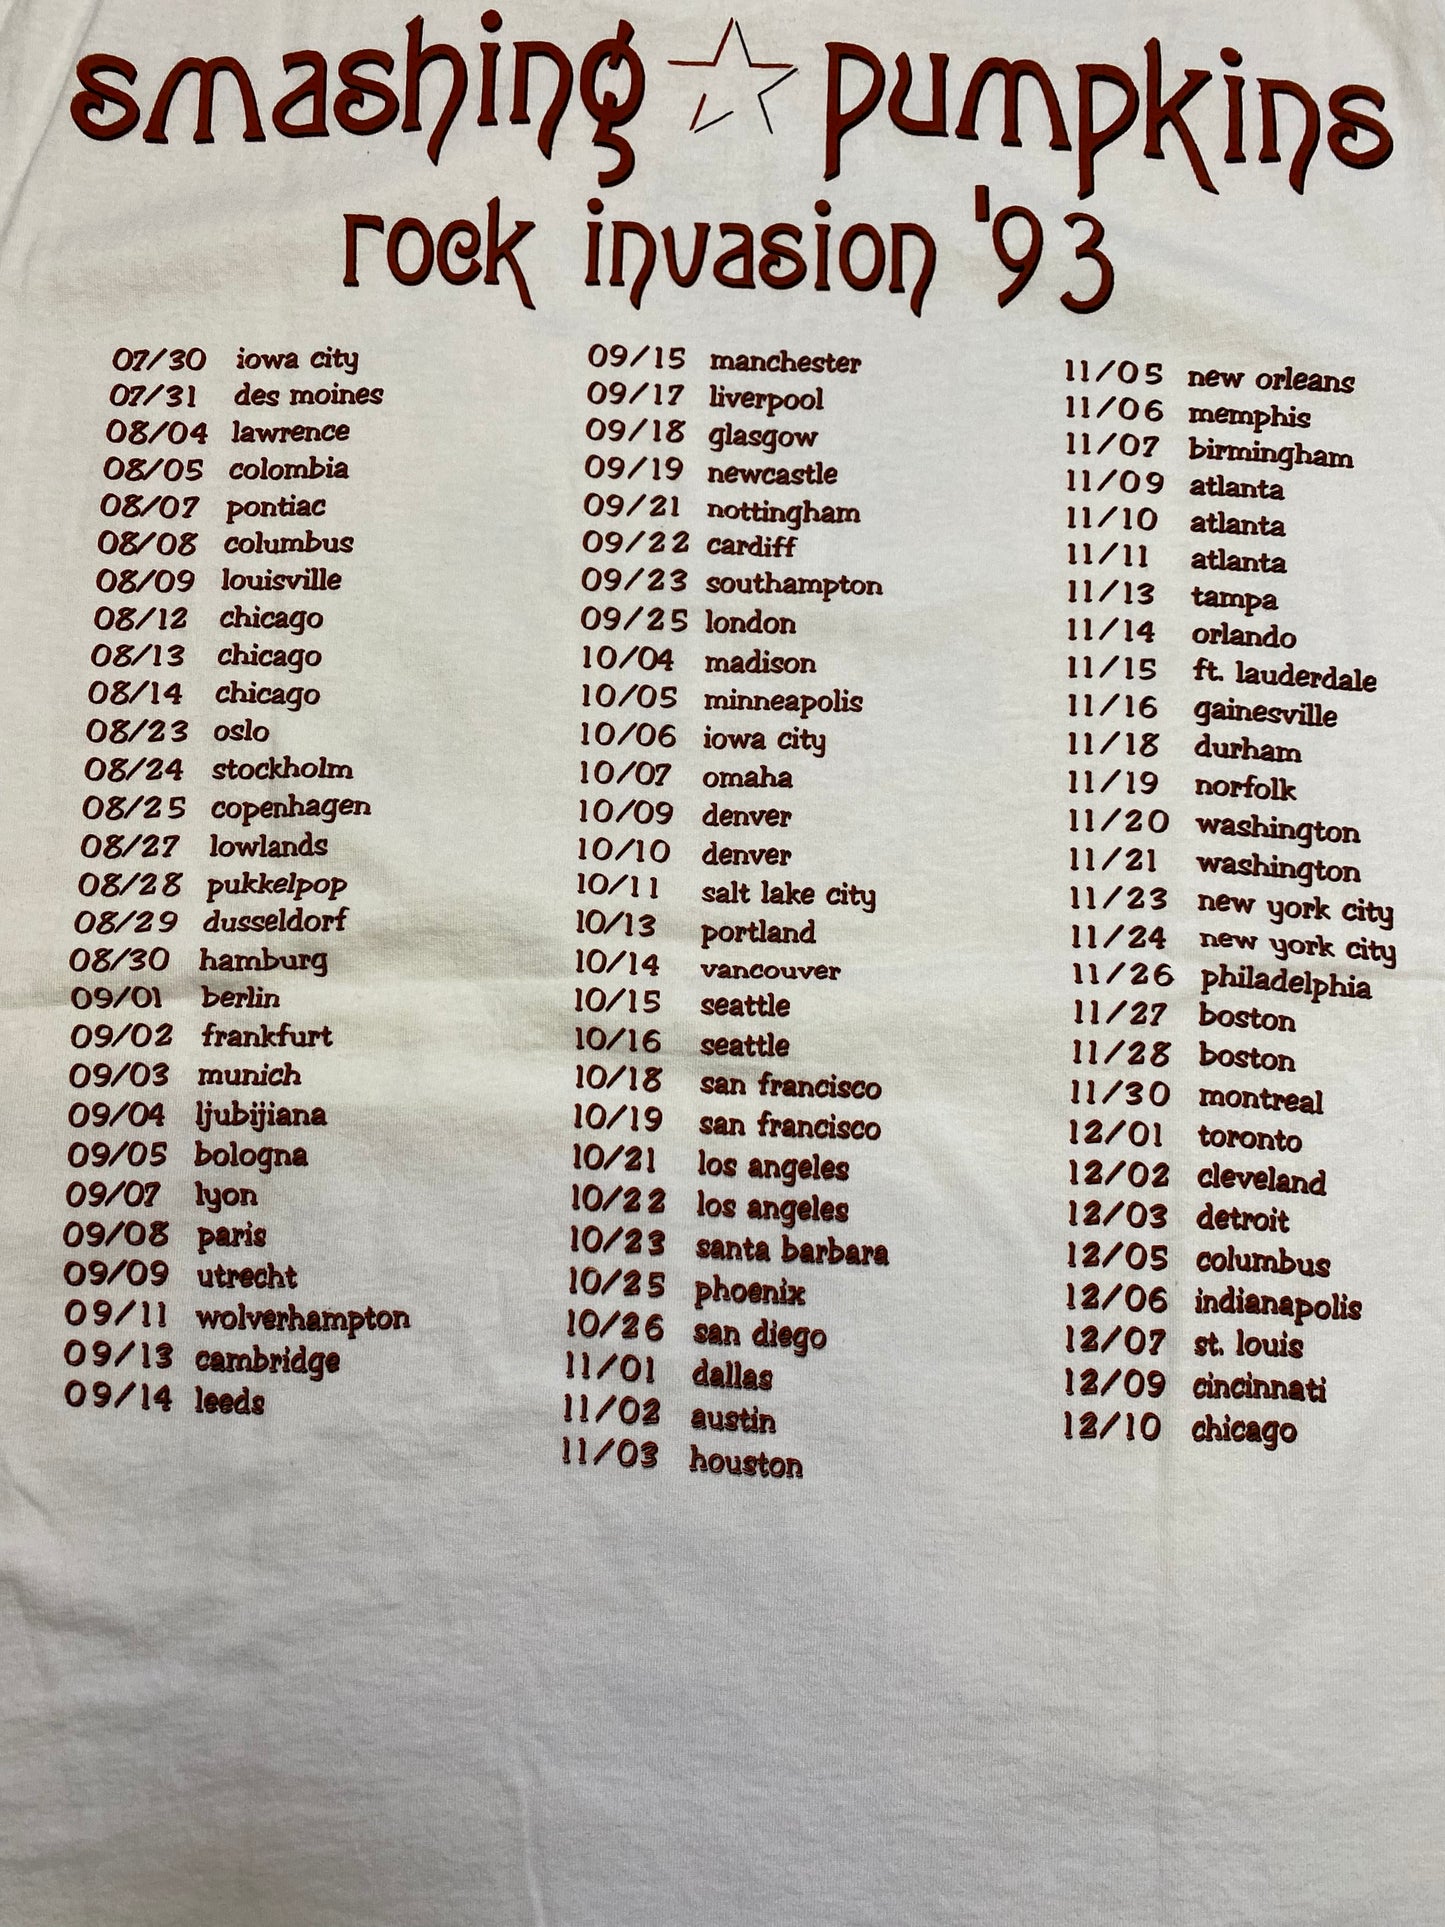 smashing pumpkins
rock invasion '93
07/30 iowa city
07/31 des moines
08/04 lawrence
08/05 colombia
08/07 pontiac
08/08 columbus
08/09 louisville
08/12 chicago
08/13 chicago
08/14 chicago
08/23 oslo
08/24 stockholm
08/25 copenhagen
08/27 lowlands
08/28 pukkelpop
08/29 dusseldorf
08/30 hamburg
09/01 berlin
09/02 frankfurt
09/03 munich
09/04 ljubijiana
09/05 bologna
09/07 lyon
09/08 paris
09/09 utrecht
09/11 wolverhampton
09/13 cambridge
09/14 leeds
09/15 manchester
09/17 liverpool
09/18 glasgow
09/19 newcastle
09/21 nottingham
09/22 cardiff
09/23 southampton
09/25 london
10/04 madison
10/05 minneapolis
10/06 iowa city
10/07 omaha
10/09 denver
10/10 denver
10/11 salt lake city
10/13 portland
10/14 vancouver
10/15 seattle
10/16 seattle
10/18 san francisco
10/19 san francisco
10/21 los angeles
10/22 los angeles
10/23 santa barbara
10/25 phoenix
10/26 san diego
11/01 dallas
11/02 austin
11/03 houston
11/05 new orleans
11/06 memphis
11/07 birmingham
11/09 atlanta
11/10 atlanta
11/11 atlanta
11/13 tampa
11/14 orlando
11/15 ft. lauderdale
11/16 gainesville
11/18 durham
11/19 norfolk
11/20 washington
11/21 washington
11/23 new york city
11/24 new york city
11/26 philadelphia
11/27 boston
11/28 boston
11/30 montreal
12/01 toronto
12/02 cleveland
12/03 detroit
12/05 columbus
12/06 indianapolis
12/07 st. louis
12/09 cincinnati
12/10 chicago